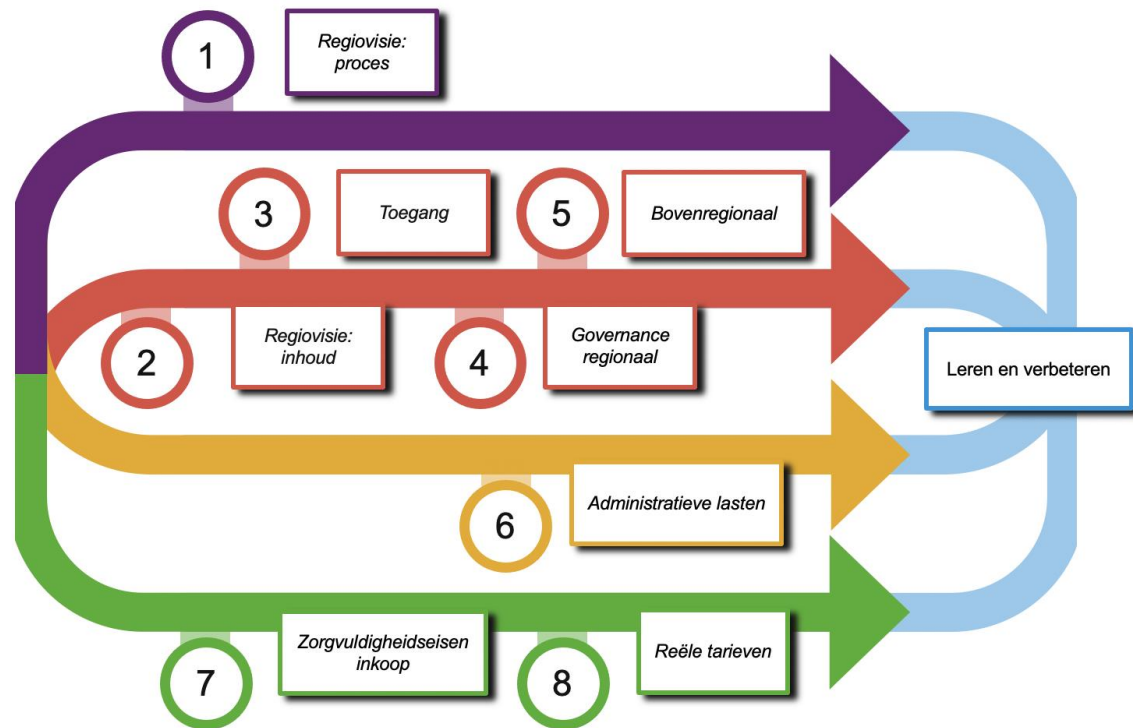 1
Regiovisie:
proces
3
Toegang
5
Bovenregionaal
2
Regiovisie:
inhoud
4
Governance
regionaal
Leren en verbeteren
6
Administratieve lasten
7
Zorgvuldigheidseisen
inkoop
8
Reële tarieven